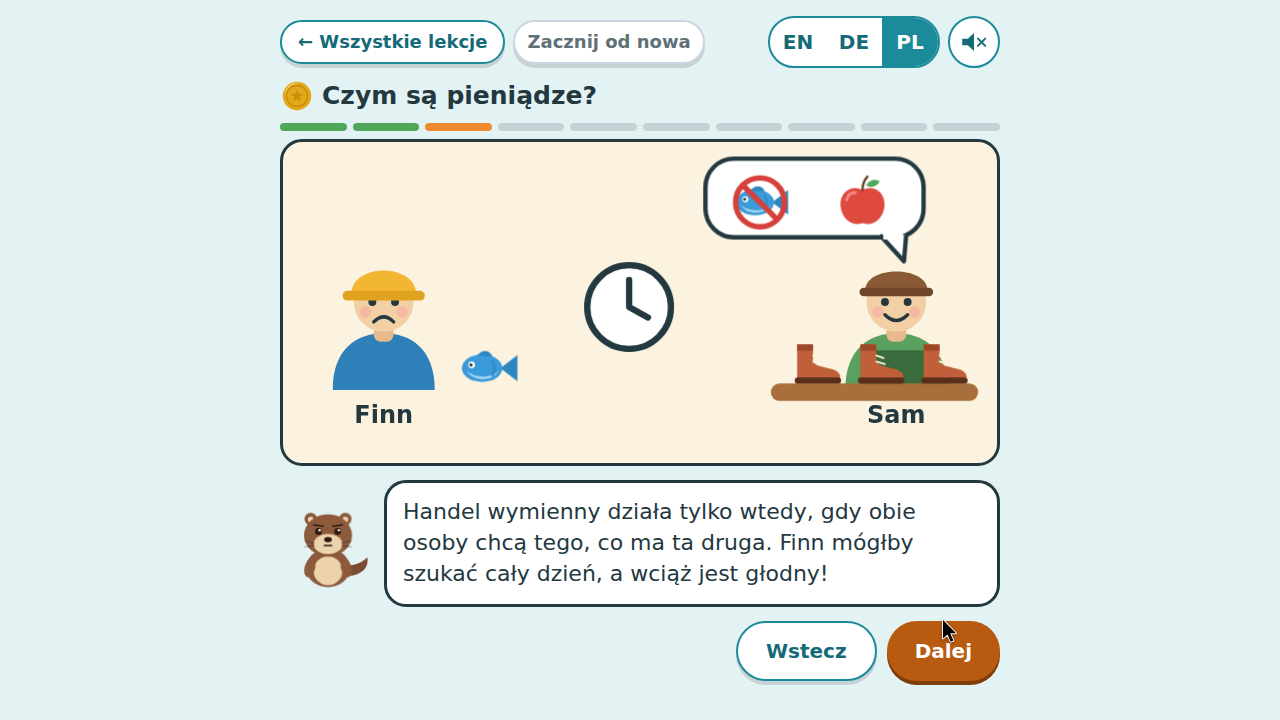 ← Wszystkie lekcje
Zacznij od nowa
EN DE PL
Czym są pieniądze?
Finn
Sam
Handel wymienny działa tylko wtedy, gdy obie
osoby chcą tego, co ma ta druga. Finn mógłby
szukać cały dzień, a wciąż jest głodny!
Wstecz
Dalej